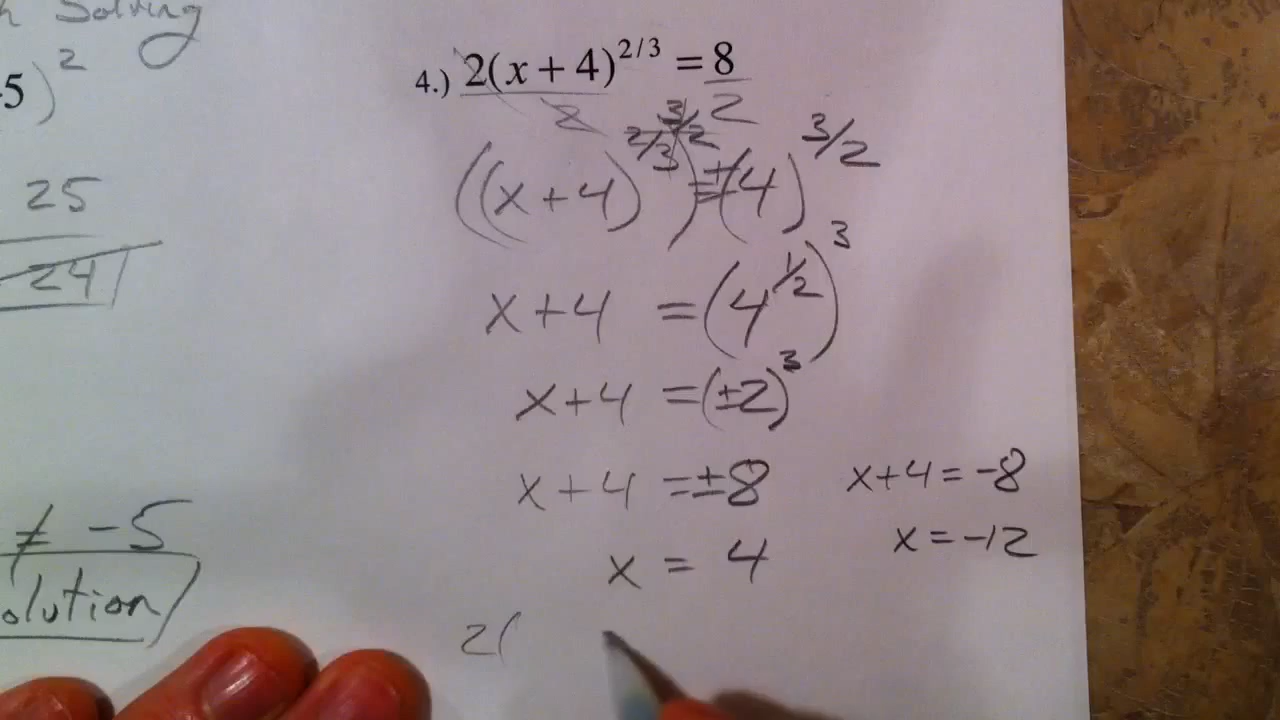 Solving
-5)²
25
24
≠ -5
olution
4.) 2(x + 4)^{2/3} = 8
2 2
((x+4)^{2/3})^{3/2} = ±(4)^{3/2}
x+4 = (4^{1/2})^3
x+4 = (±2)^3
x+4 = ±8
x+4 = -8
x = 4
x = -12
2(